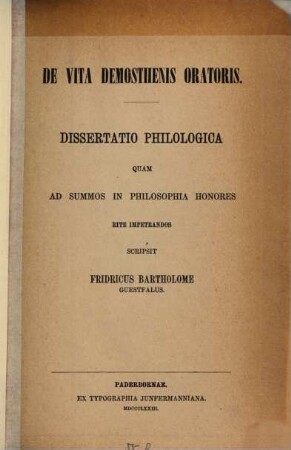 DE VITA DEMOSTHENIS ORATORIS.
DISSERTATIO PHILOLOGICA
QUAM
AD SUMMOS IN PHILOSOPHIA HONORES
RITE IMPETRANDOS
SCRIPSIT
FRIDRICUS BARTHOLOME
GUESTFALUS.
PADERBORNAE.
EX TYPOGRAPHIA JUNFERMANNIANA.
MDCCCLXXIII.